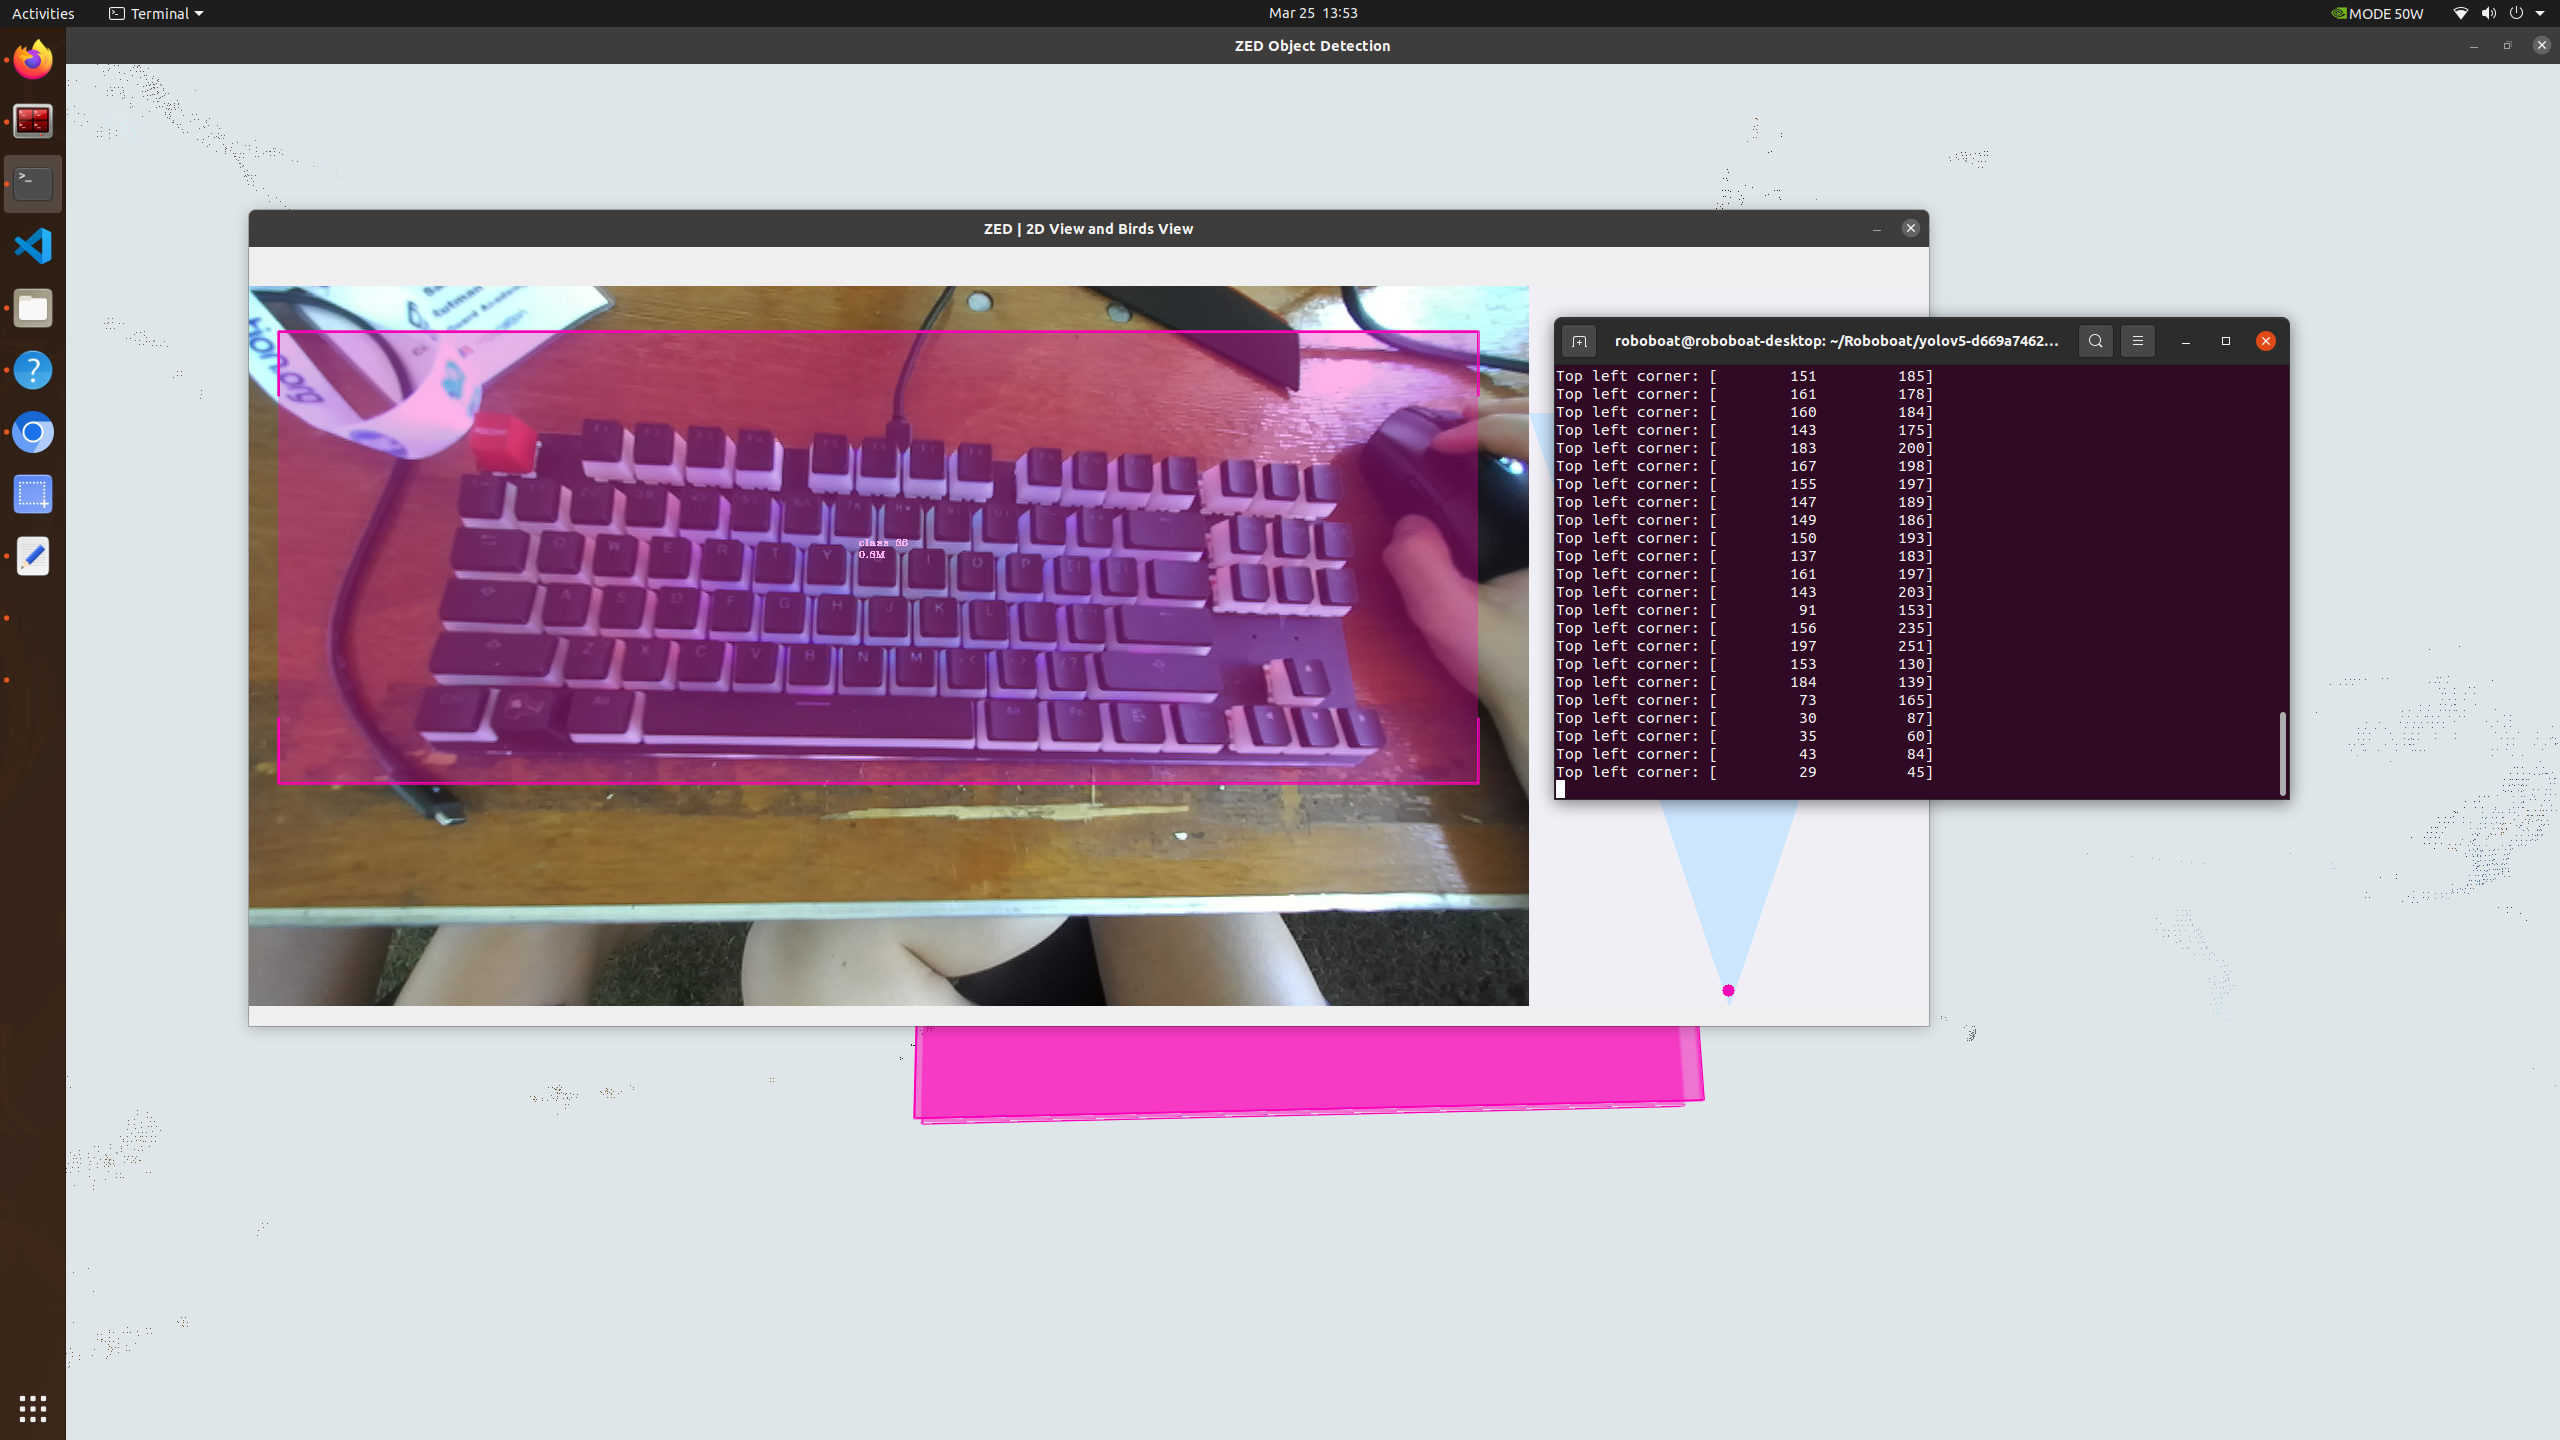 Activities
Terminal
Mar 25 13:53
MODE 50W
ZED Object Detection
ZED | 2D View and Birds View
roboboat@roboboat-desktop: ~/Roboboat/yolov5-d669a7462...
Top left corner: [ 151 185]
Top left corner: [ 161 178]
Top left corner: [ 160 184]
Top left corner: [ 143 175]
Top left corner: [ 183 200]
Top left corner: [ 167 198]
Top left corner: [ 155 197]
Top left corner: [ 147 189]
Top left corner: [ 149 186]
Top left corner: [ 150 193]
Top left corner: [ 137 183]
Top left corner: [ 161 197]
Top left corner: [ 143 203]
Top left corner: [ 91 153]
Top left corner: [ 156 235]
Top left corner: [ 197 251]
Top left corner: [ 153 130]
Top left corner: [ 184 139]
Top left corner: [ 73 165]
Top left corner: [ 30 87]
Top left corner: [ 35 60]
Top left corner: [ 43 84]
Top left corner: [ 29 45]
class
Q W E R T Y I O P
A S D F G H J K L
Z X C V B N M